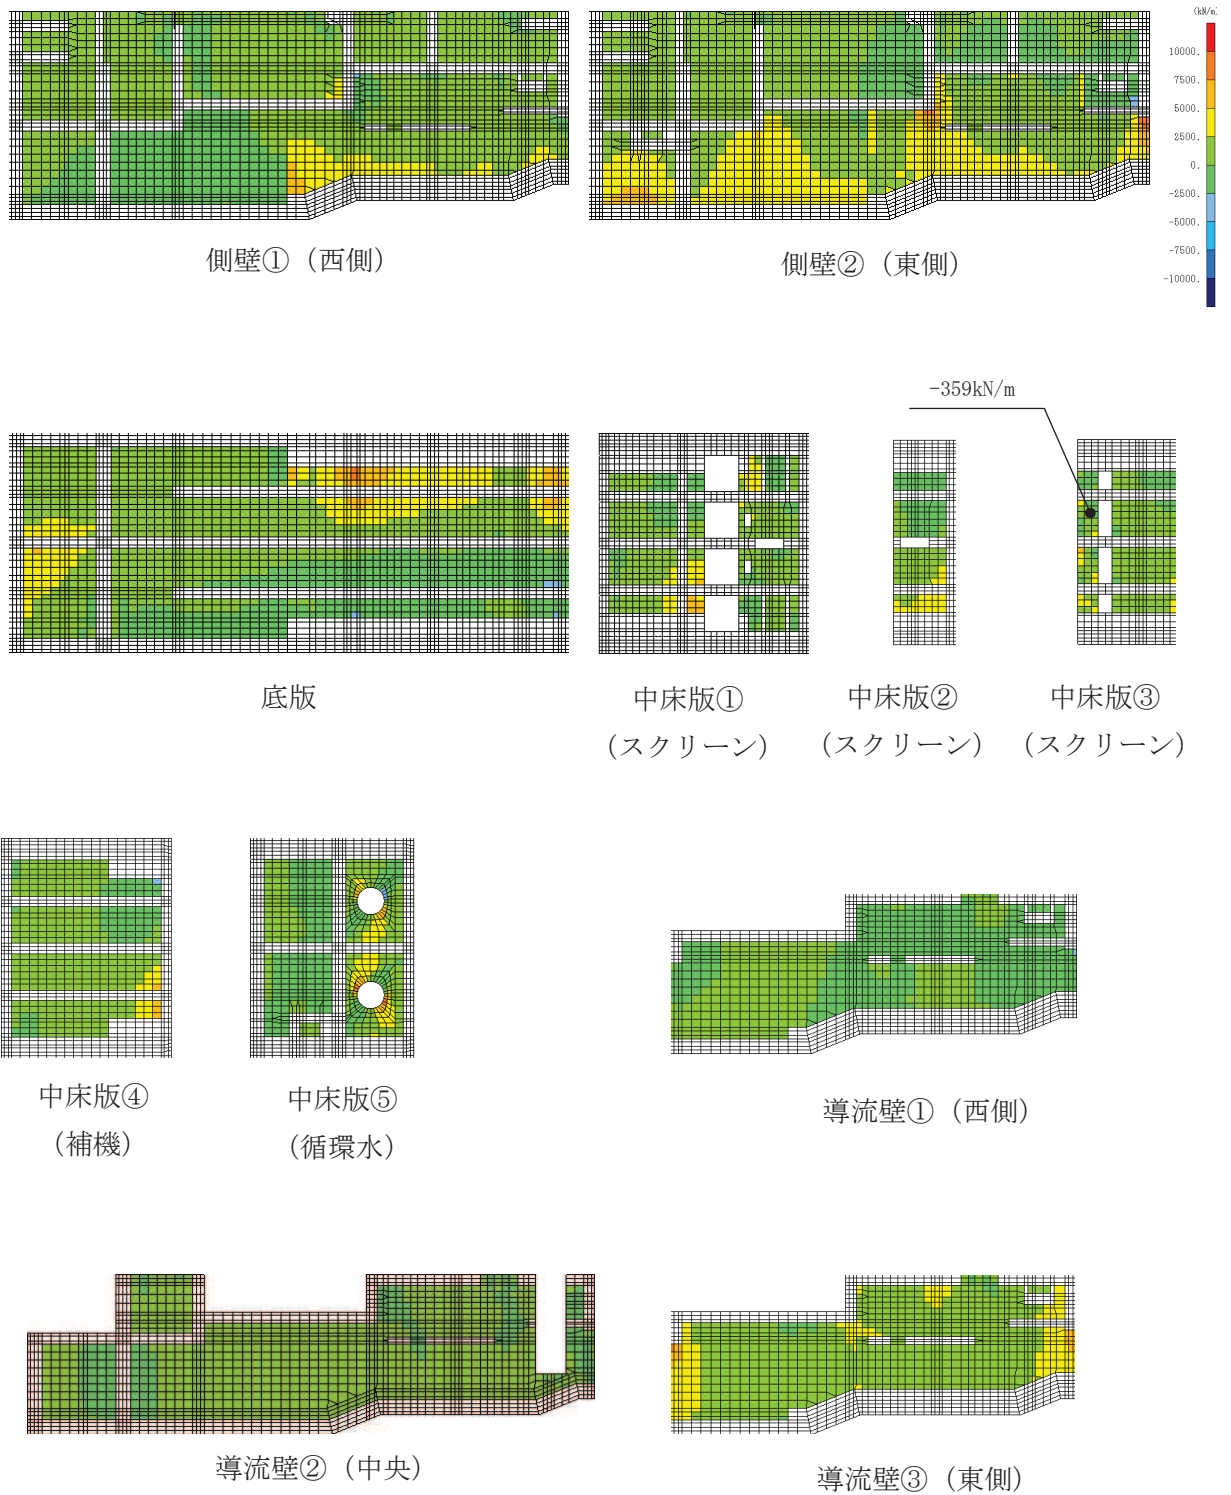 (kN/m)
10000.
7500.
5000.
2500.
0.
-2500.
-5000.
-7500.
-10000.
側壁①（西側）
側壁②（東側）
-359kN/m
底版
中床版①
（スクリーン）
中床版②
（スクリーン）
中床版③
（スクリーン）
中床版④
（補機）
中床版⑤
（循環水）
導流壁①（西側）
導流壁②（中央）
導流壁③（東側）